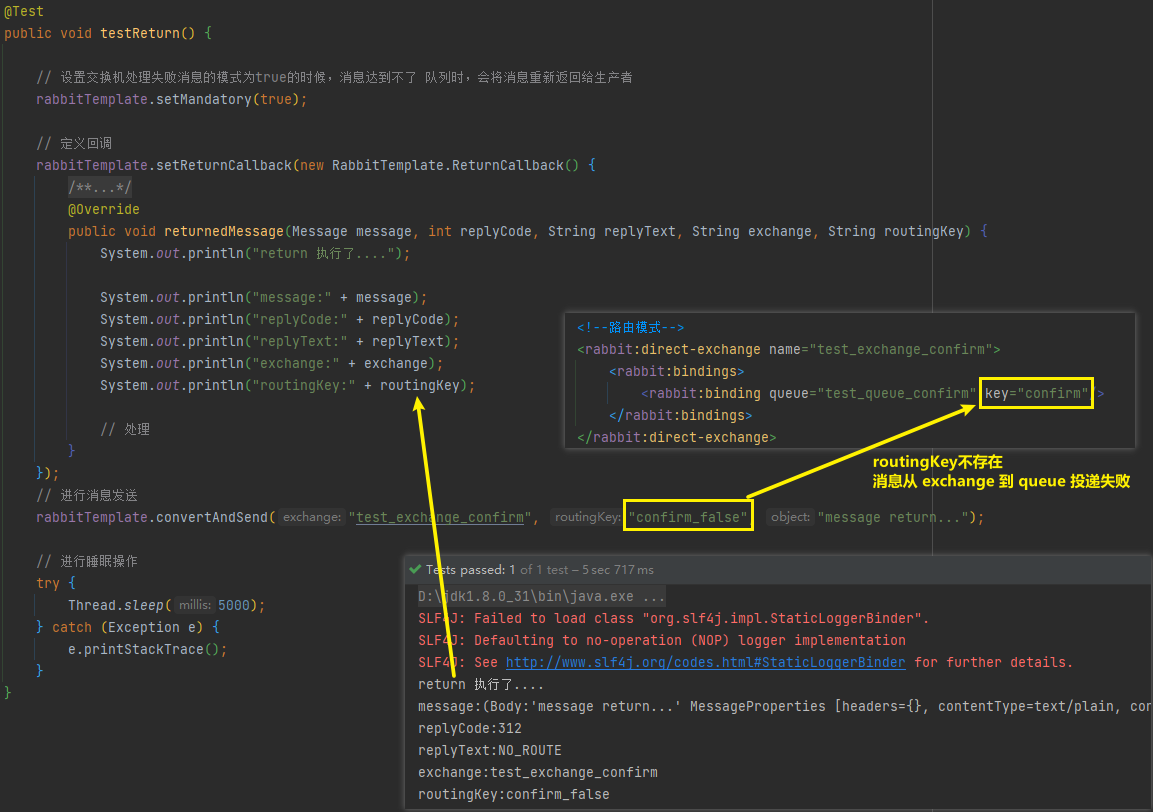 @Test
public void testReturn() {
// 设置交换机处理失败消息的模式为true的时候，消息达到不了 队列时，会将消息重新返回给生产者
rabbitTemplate.setMandatory(true);
// 定义回调
rabbitTemplate.setReturnCallback(new RabbitTemplate.ReturnCallback() {
/**...*/
@Override
public void returnedMessage(Message message, int replyCode, String replyText, String exchange, String routingKey) {
System.out.println("return 执行了....");
System.out.println("message:" + message);
System.out.println("replyCode:" + replyCode);
System.out.println("replyText:" + replyText);
System.out.println("exchange:" + exchange);
System.out.println("routingKey:" + routingKey);
// 处理
}
});
// 进行消息发送
rabbitTemplate.convertAndSend( exchange: "test_exchange_confirm", routingKey: "confirm_false", object: "message return...");
// 进行睡眠操作
try {
Thread.sleep( millis: 5000);
} catch (Exception e) {
e.printStackTrace();
}
}
<!--路由模式-->
<rabbit:direct-exchange name="test_exchange_confirm">
<rabbit:bindings>
<rabbit:binding queue="test_queue_confirm" key="confirm"/>
</rabbit:bindings>
</rabbit:direct-exchange>
routingKey不存在
消息从 exchange 到 queue 投递失败
Tests passed: 1 of 1 test – 5 sec 717 ms
D:\jdk1.8.0_31\bin\java.exe ...
SLF4J: Failed to load class "org.slf4j.impl.StaticLoggerBinder".
SLF4J: Defaulting to no-operation (NOP) logger implementation
SLF4J: See http://www.slf4j.org/codes.html#StaticLoggerBinder for further details.
return 执行了....
message:(Body:'message return...' MessageProperties [headers={}, contentType=text/plain, con
replyCode:312
replyText:NO_ROUTE
exchange:test_exchange_confirm
routingKey:confirm_false